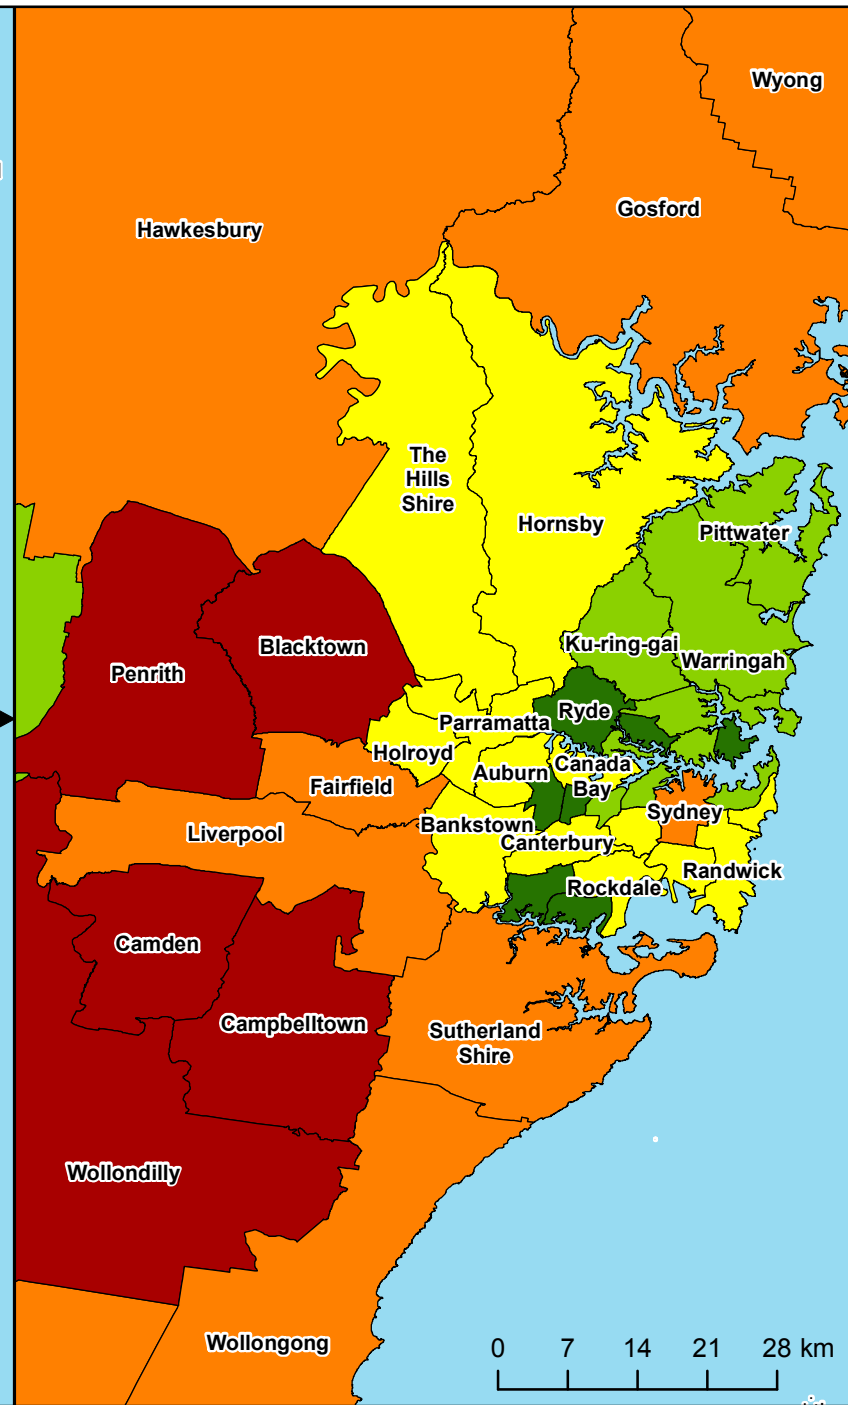 Wyong
Gosford
Hawkesbury
The
Hills
Shire
Hornsby
Pittwater
Ku-ring-gai
Warringah
Blacktown
Penrith
Ryde
Parramatta
Holroyd
Canada
Bay
Auburn
Fairfield
Sydney
Bankstown
Liverpool
Canterbury
Randwick
Rockdale
Camden
Campbelltown
Sutherland
Shire
Wollondilly
Wollongong
0 7 14 21 28 km